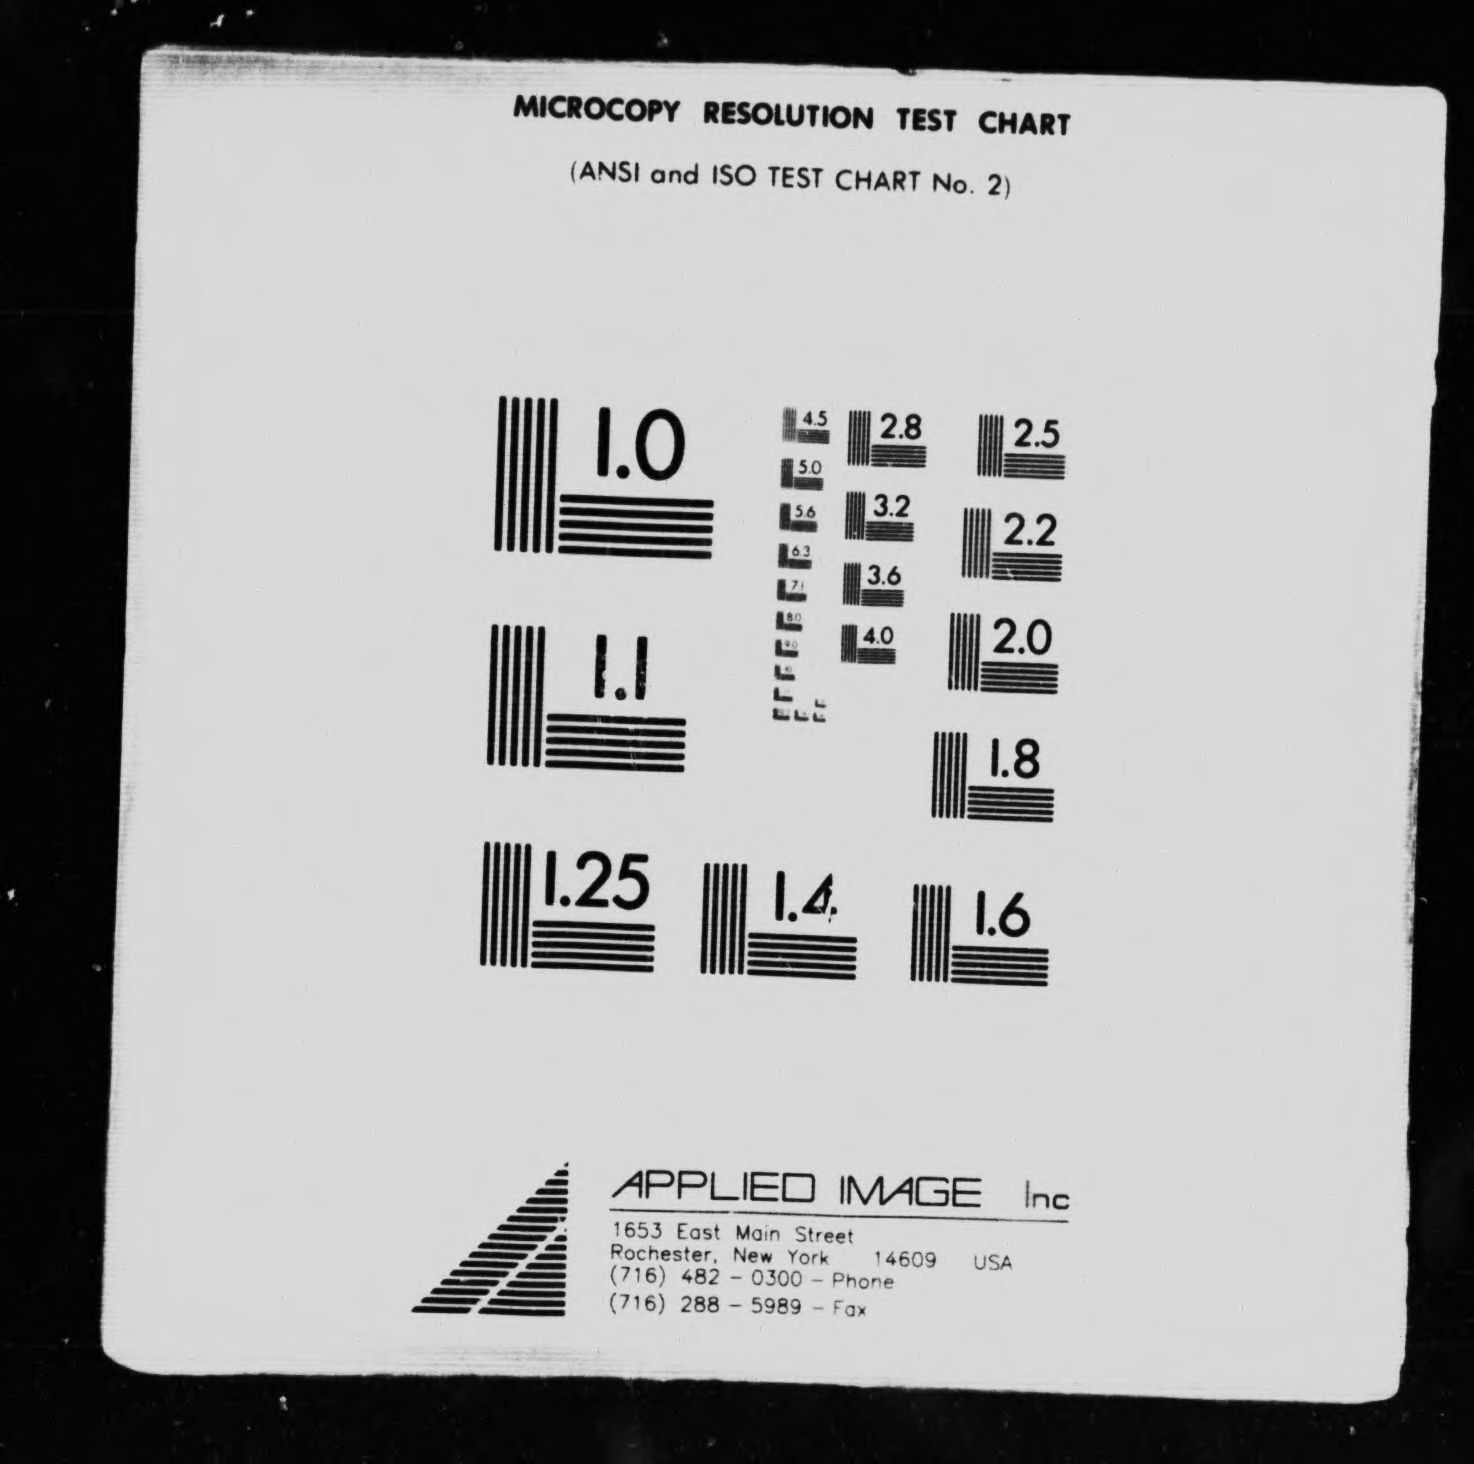 MICROCOPY RESOLUTION TEST CHART
(ANSI and ISO TEST CHART No. 2)
1.0
4.5
2.8
2.5
5.0
3.2
2.2
5.6
6.3
3.6
7.1
2.0
8.0
4.0
9.0
1.1
1.8
1.25
1.4
1.6
APPLIED IMAGE Inc
1653 East Main Street
Rochester, New York 14609 USA
(716) 482 - 0300 - Phone
(716) 288 - 5989 - Fax